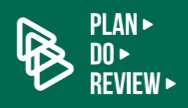 PLAN ▸
DO ▸
REVIEW ▸